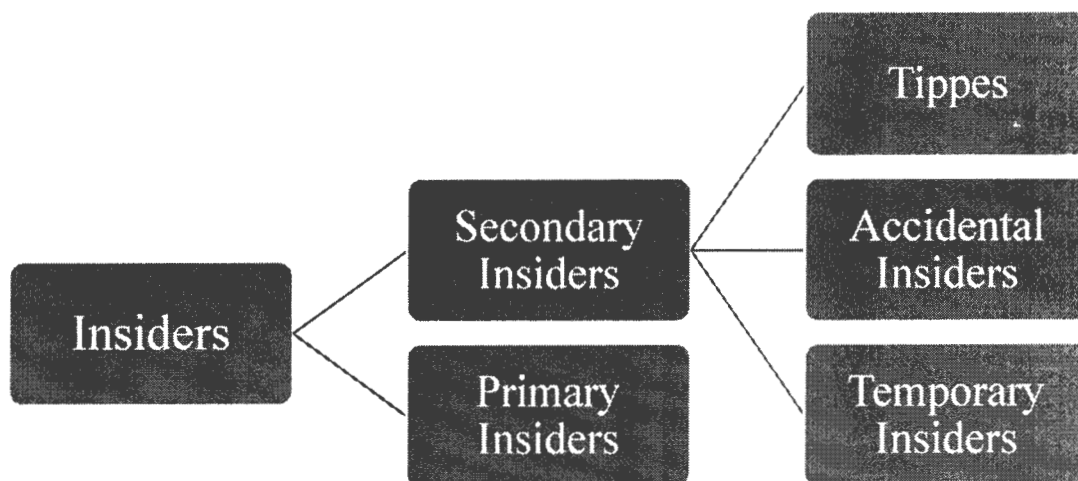 Insiders
Secondary
Insiders
Primary
Insiders
Tippes
Accidental
Insiders
Temporary
Insiders